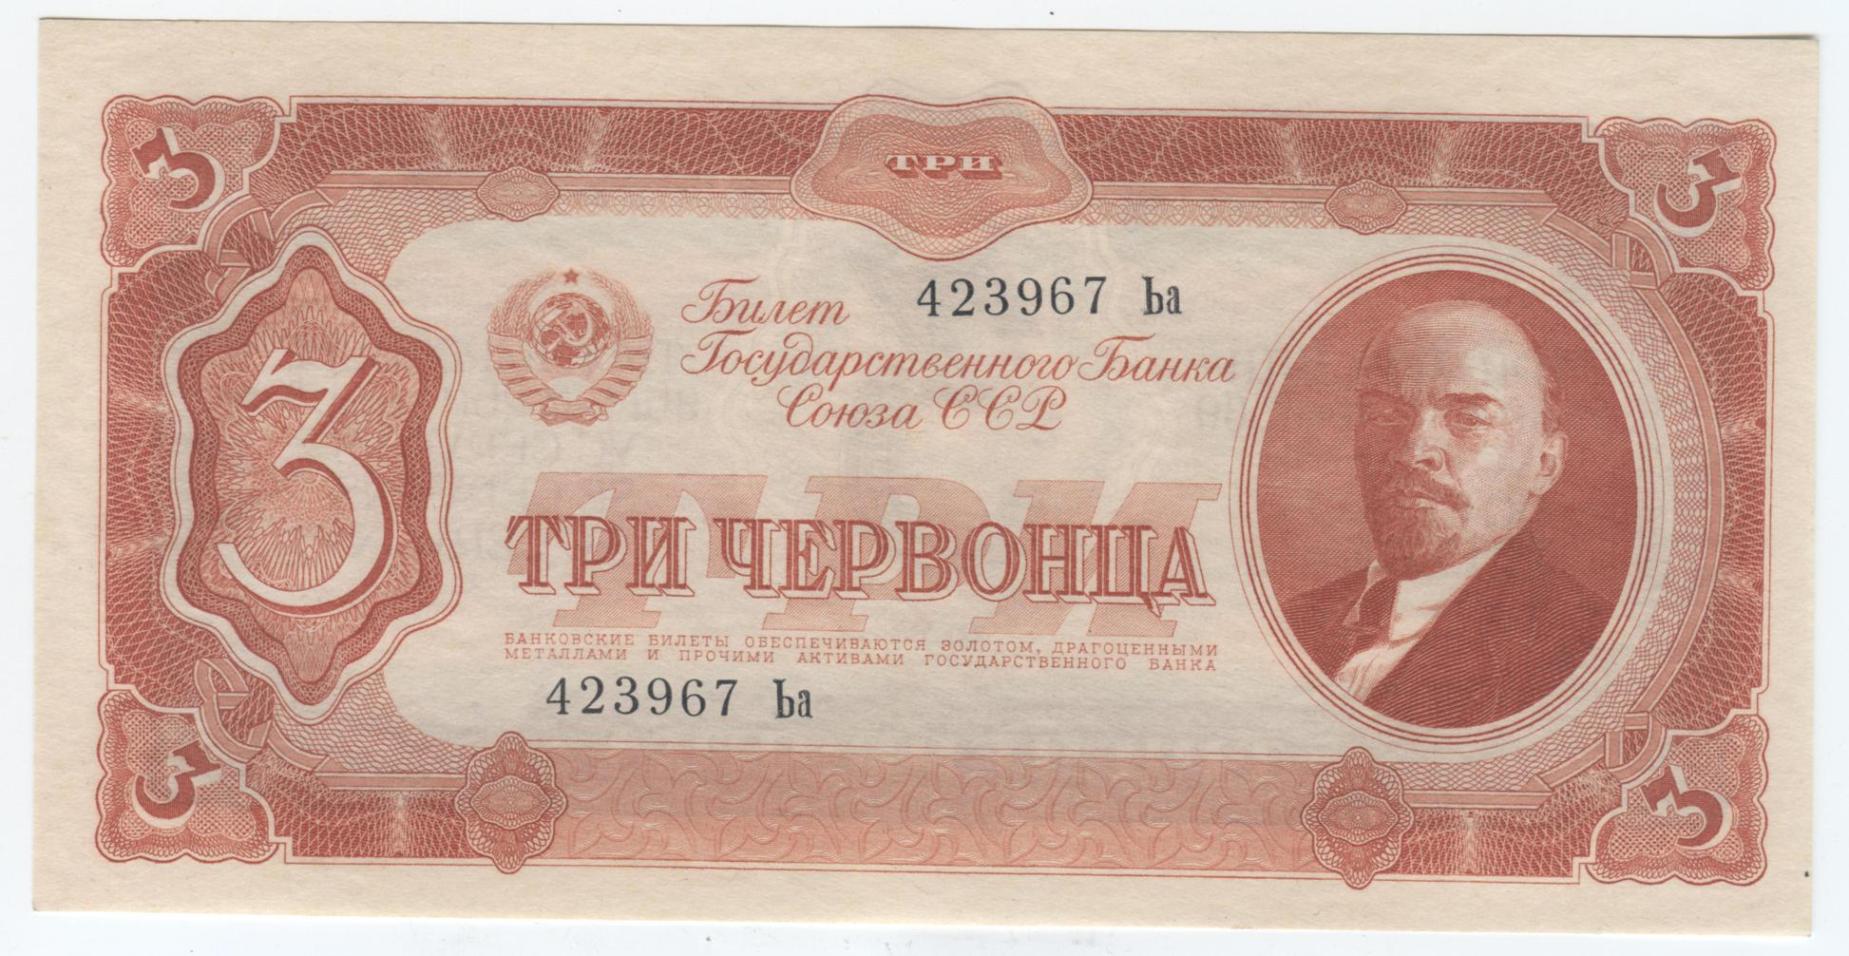 3
ТРИ
3
Билет 423967 Ьа
Государственного Банка
Союза ССР
3
ТРИ
ТРИ ЧЕРВОНЦА
БАНКОВСКИЕ БИЛЕТЫ ОБЕСПЕЧИВАЮТСЯ ЗОЛОТОМ, ДРАГОЦЕННЫМИ
МЕТАЛЛАМИ И ПРОЧИМИ АКТИВАМИ ГОСУДАРСТВЕННОГО БАНКА
423967 Ьа
3
3